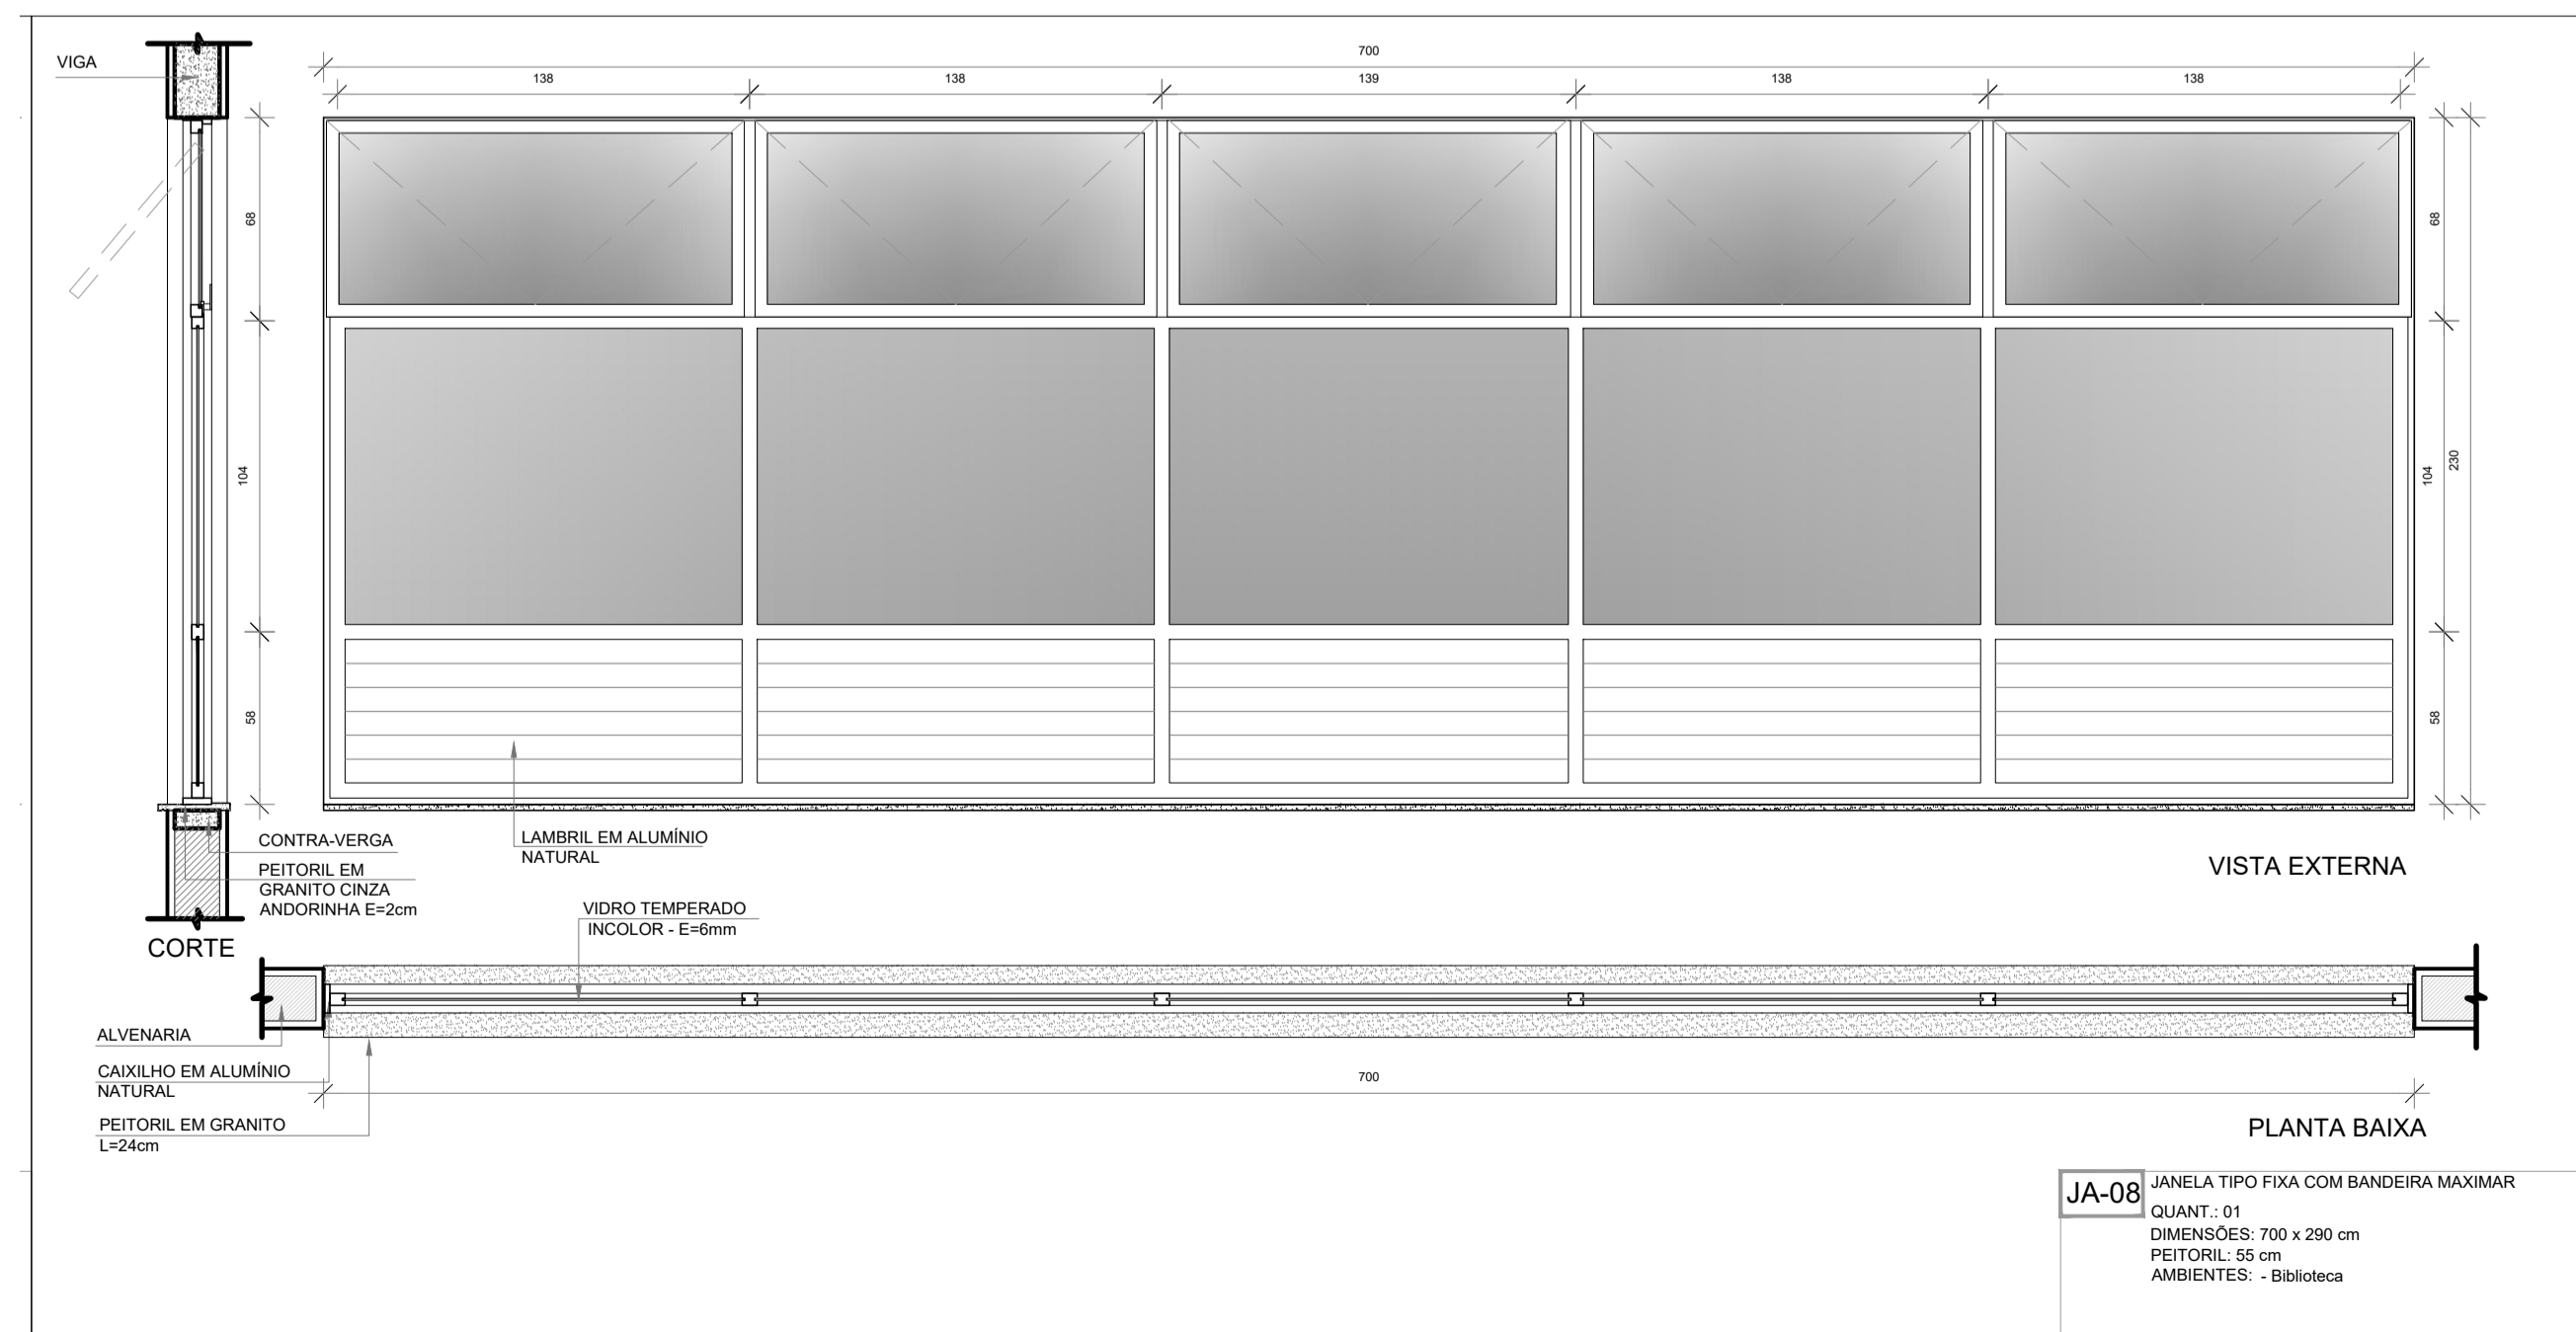 VIGA
700
138
138
139
138
138
68
104
58
68
104
230
58
CONTRA-VERGA
PEITORIL EM
GRANITO CINZA
ANDORINHA E=2cm
CORTE
LAMBRIL EM ALUMÍNIO
NATURAL
VISTA EXTERNA
VIDRO TEMPERADO
INCOLOR - E=6mm
ALVENARIA
CAIXILHO EM ALUMÍNIO
NATURAL
PEITORIL EM GRANITO
L=24cm
700
PLANTA BAIXA
JA-08
JANELA TIPO FIXA COM BANDEIRA MAXIMAR
QUANT.: 01
DIMENSÕES: 700 x 290 cm
PEITORIL: 55 cm
AMBIENTES: - Biblioteca